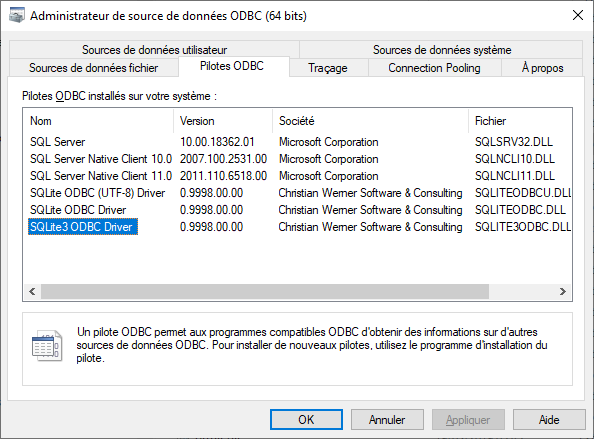 Administrateur de source de données ODBC (64 bits)
Sources de données utilisateur Sources de données système
Sources de données fichier Pilotes ODBC Traçage Connection Pooling À propos
Pilotes ODBC installés sur votre système :
Nom Version Société Fichier
SQL Server 10.00.18362.01 Microsoft Corporation SQLSRV32.DLL
SQL Server Native Client 10.0 2007.100.2531.00 Microsoft Corporation SQLNCLI10.DLL
SQL Server Native Client 11.0 2011.110.6518.00 Microsoft Corporation SQLNCLI11.DLL
SQLite ODBC (UTF-8) Driver 0.9998.00.00 Christian Werner Software & Consulting SQLITEODBCU.DLL
SQLite ODBC Driver 0.9998.00.00 Christian Werner Software & Consulting SQLITEODBC.DLL
SQLite3 ODBC Driver 0.9998.00.00 Christian Werner Software & Consulting SQLITE3ODBC.DLL
Un pilote ODBC permet aux programmes compatibles ODBC d'obtenir des informations sur d'autres
sources de données ODBC. Pour installer de nouveaux pilotes, utilisez le programme d'installation du
pilote.
OK Annuler Appliquer Aide